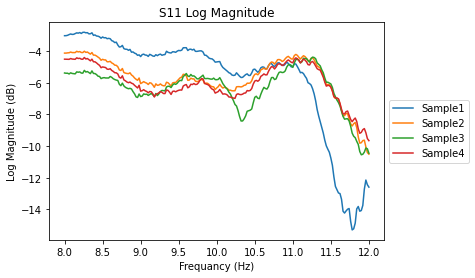 S11 Log Magnitude
Log Magnitude (dB)
−4
−6
−8
−10
−12
−14
8.0 8.5 9.0 9.5 10.0 10.5 11.0 11.5 12.0
Frequancy (Hz)
Sample1
Sample2
Sample3
Sample4